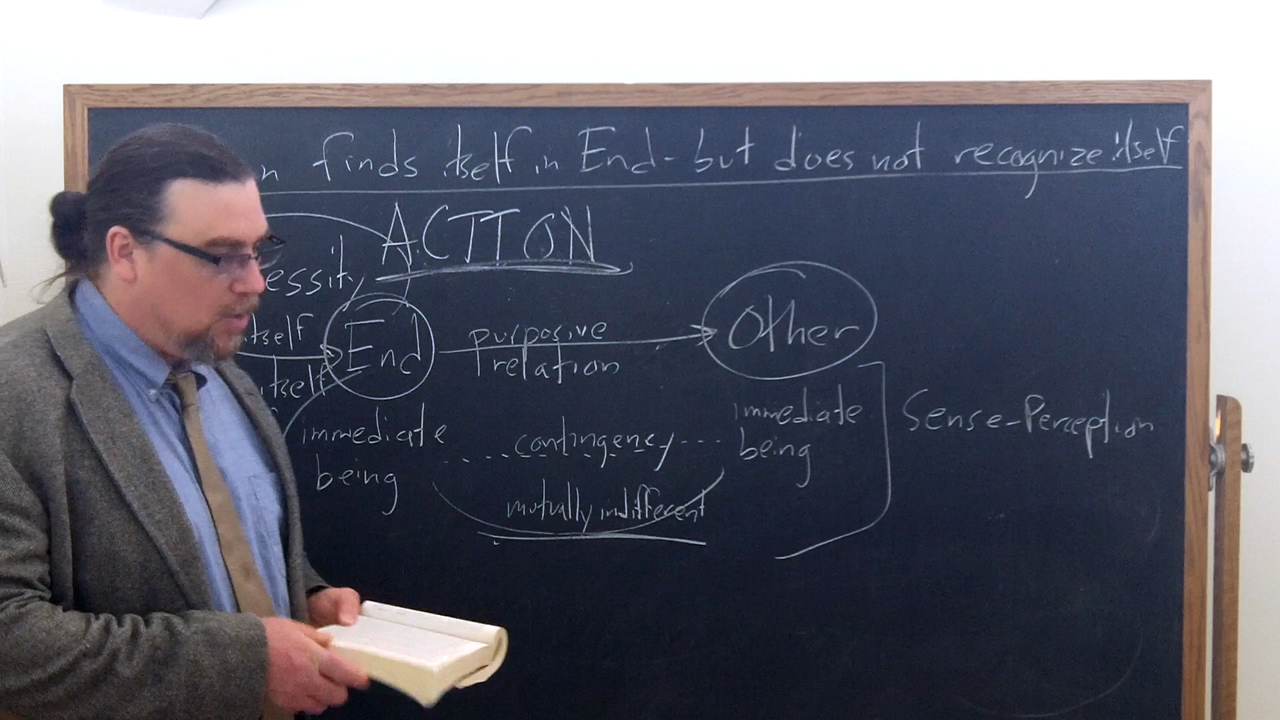 n finds itself in End - but does not recognize itself
ACTION
essity
itself
End
purposive
relation
Other
itself
immediate
being
contingency
immediate
being
Sense-Perception
mutually indifferent